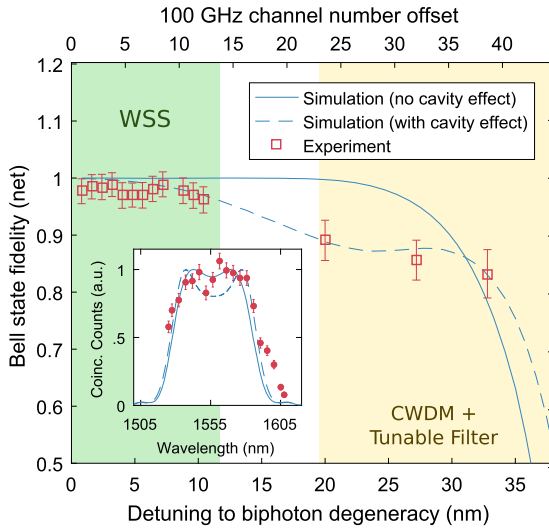 100 GHz channel number offset
0 5 10 15 20 25 30 35 40
1.2
1.1
1
0.9
0.8
0.7
0.6
0.5
Bell state fidelity (net)
WSS
Simulation (no cavity effect)
Simulation (with cavity effect)
Experiment
Coinc. Counts (a.u.)
1
.5
0
1505 1555 1605
Wavelength (nm)
CWDM +
Tunable Filter
0 5 10 15 20 25 30 35
Detuning to biphoton degeneracy (nm)